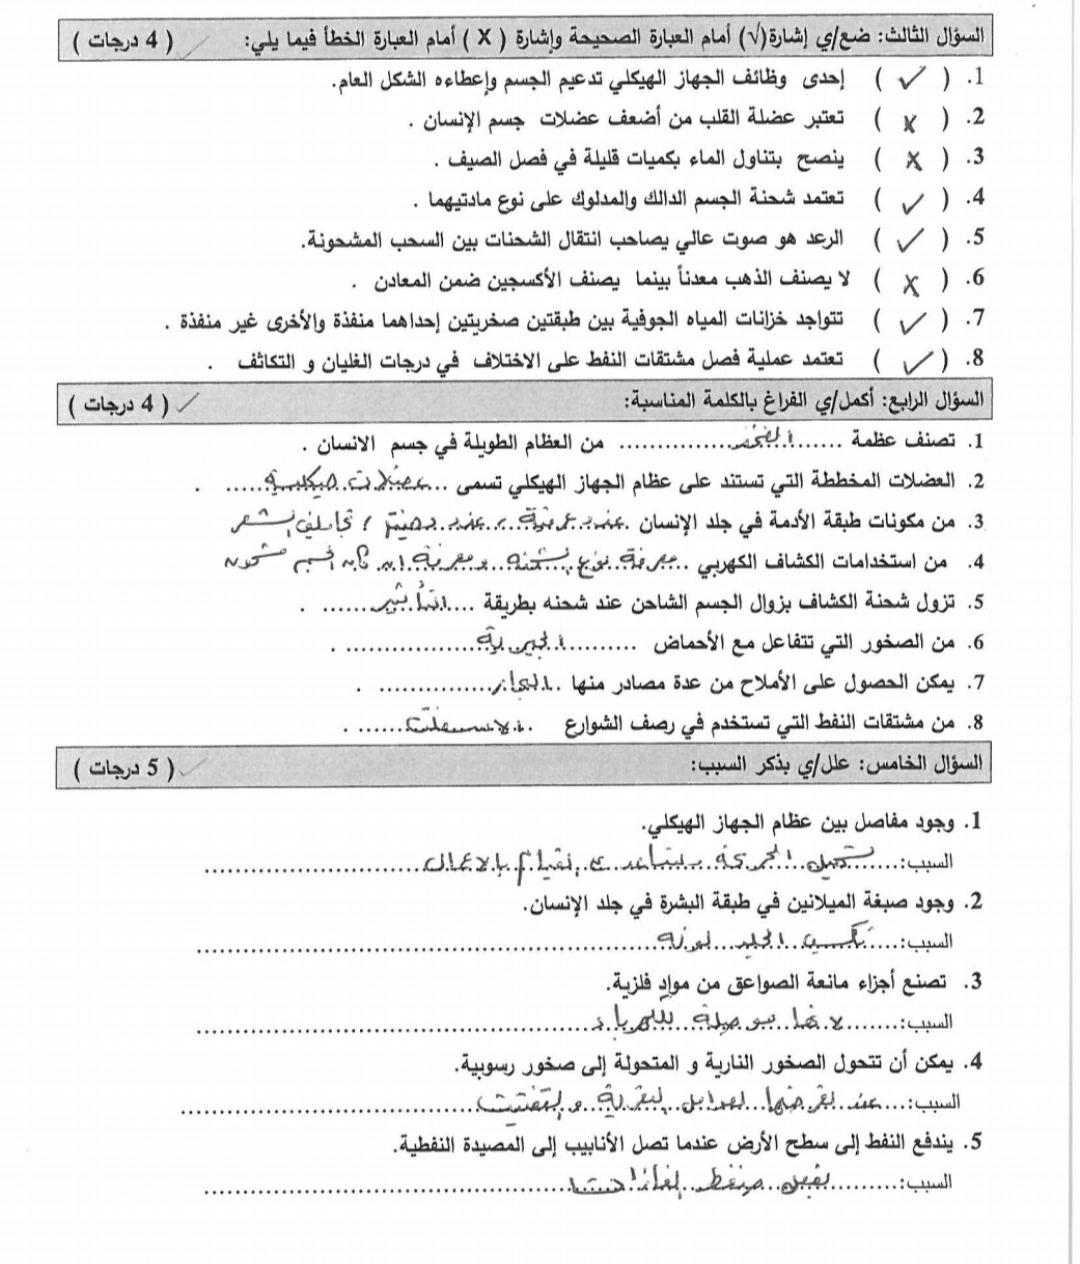 السؤال الثالث: ضع/ي إشارة(√) أمام العبارة الصحيحة وإشارة ( X ) أمام العبارة الخطأ فيما يلي: ( 4 درجات )
1. ( ✓ ) إحدى وظائف الجهاز الهيكلي تدعيم الجسم وإعطاءه الشكل العام.
2. ( x ) تعتبر عضلة القلب من أضعف عضلات جسم الإنسان .
3. ( x ) ينصح بتناول الماء بكميات قليلة في فصل الصيف .
4. ( ✓ ) تعتمد شحنة الجسم الدالك والمدلوك على نوع مادتيهما .
5. ( ✓ ) الرعد هو صوت عالي يصاحب انتقال الشحنات بين السحب المشحونة.
6. ( x ) لا يصنف الذهب معدناً بينما يصنف الأكسجين ضمن المعادن .
7. ( ✓ ) تتواجد خزانات المياه الجوفية بين طبقتين صخريتين إحداهما منفذة والأخرى غير منفذة .
8. ( ✓ ) تعتمد عملية فصل مشتقات النفط على الاختلاف في درجات الغليان و التكاثف .
السؤال الرابع: أكمل/ي الفراغ بالكلمة المناسبة: ( 4 درجات ) ✓
1. تصنف عظمة ......الفخذ............... من العظام الطويلة في جسم الانسان .
2. العضلات المخططة التي تستند على عظام الجهاز الهيكلي تسمى ...عضلات هيكلية..... .
3. من مكونات طبقة الأدمة في جلد الإنسان .غدد عرقية ، غدد دهنية / بصيلة الشعر
4. من استخدامات الكشاف الكهربي ..معرفة نوع الشحنة و معرفة ان كان الجسم مشحون
5. تزول شحنة الكشاف بزوال الجسم الشاحن عند شحنه بطريقة ....التأثير...... .
6. من الصخور التي تتفاعل مع الأحماض .........الجيرية................ .
7. يمكن الحصول على الأملاح من عدة مصادر منها ..البحار............... .
8. من مشتقات النفط التي تستخدم في رصف الشوارع ..الاسفلت...... .
السؤال الخامس: علل/ي بذكر السبب: ( 5 درجات ) ✓
1. وجود مفاصل بين عظام الجهاز الهيكلي.
السبب:....تسهيل الحركة القيام بالاعمال............................
2. وجود صبغة الميلانين في طبقة البشرة في جلد الإنسان.
السبب:....تكسب الجلد لونه............................
3. تصنع أجزاء مانعة الصواعق من موادٍ فلزية.
السبب:........لانها موصلة للكهرباء............................
4. يمكن أن تتحول الصخور النارية و المتحولة إلى صخور رسوبية.
السبب:....عند تعرضها لعوامل التعرية و التفتيت............................
5. يندفع النفط إلى سطح الأرض عندما تصل الأنابيب إلى المصيدة النفطية.
السبب:.........بفعل ضغط الغازات............................